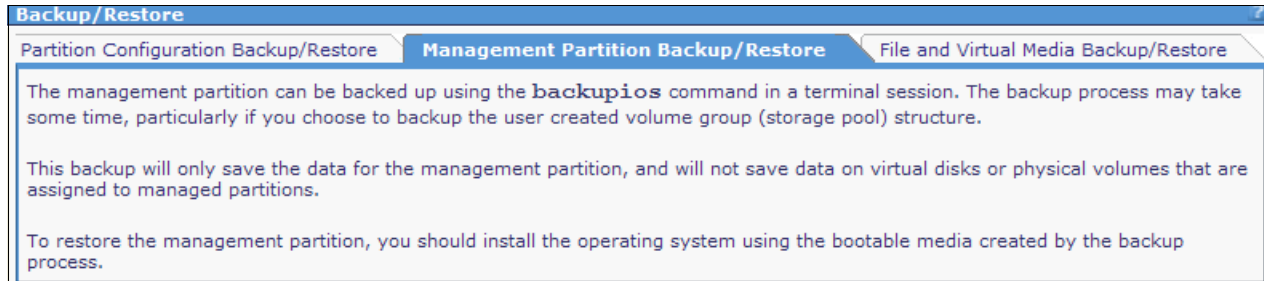 Backup/Restore ?
Partition Configuration Backup/Restore Management Partition Backup/Restore File and Virtual Media Backup/Restore
The management partition can be backed up using the backupios command in a terminal session. The backup process may take
some time, particularly if you choose to backup the user created volume group (storage pool) structure.
This backup will only save the data for the management partition, and will not save data on virtual disks or physical volumes that are
assigned to managed partitions.
To restore the management partition, you should install the operating system using the bootable media created by the backup
process.